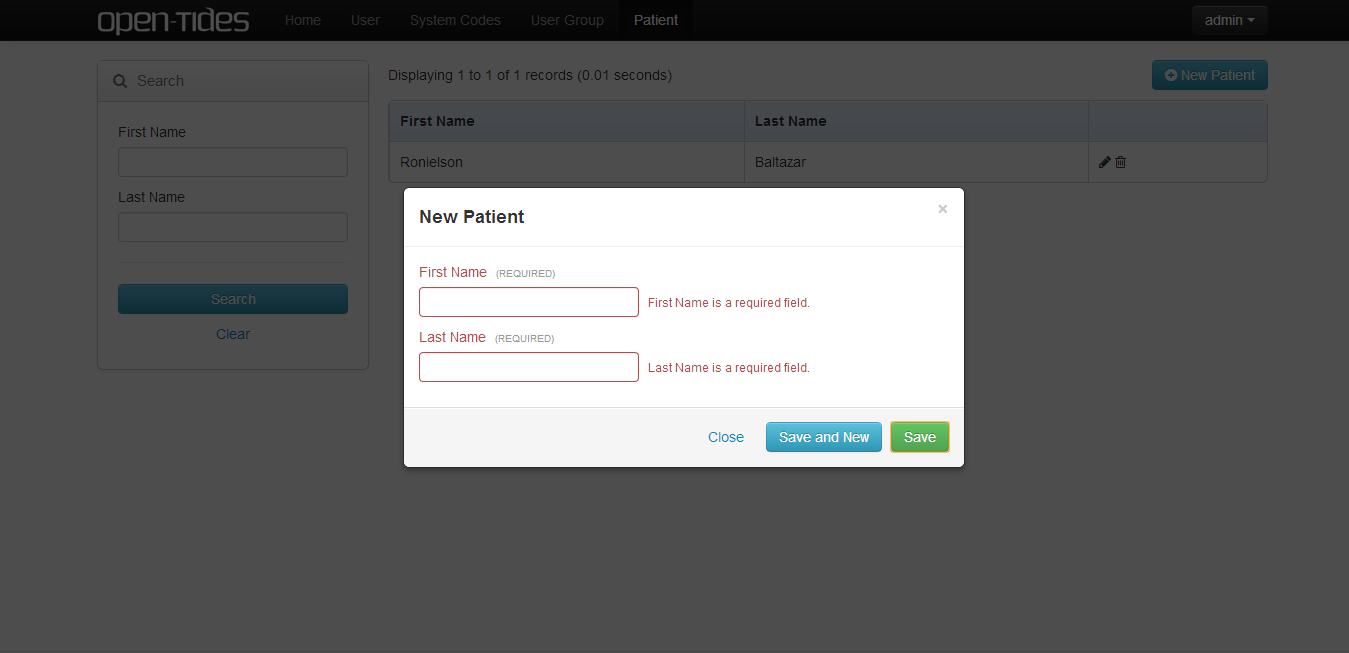 open-tides Home User System Codes User Group Patient admin
Search
First Name
Last Name
Search
Clear
Displaying 1 to 1 of 1 records (0.01 seconds)
New Patient
First Name Last Name
Ronielson Baltazar
New Patient ×
First Name (REQUIRED)
First Name is a required field.
Last Name (REQUIRED)
Last Name is a required field.
Close Save and New Save